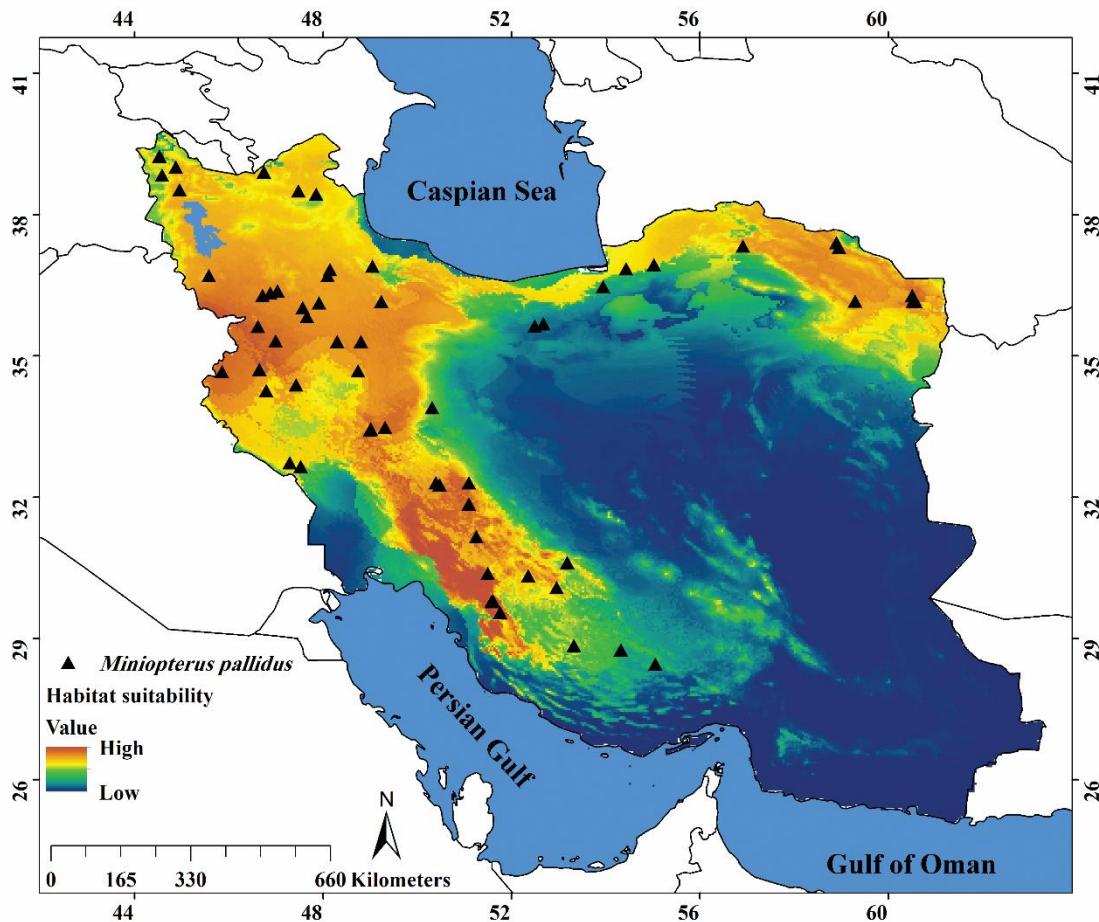 44 48 52 56 60
41 41
Caspian Sea
38 38
35 35
32 32
29 29
Miniopterus pallidus
Habitat suitability
Value
High
Low
Persian Gulf
26 26
N
0 165 330 660 Kilometers
Gulf of Oman
44 48 52 56 60